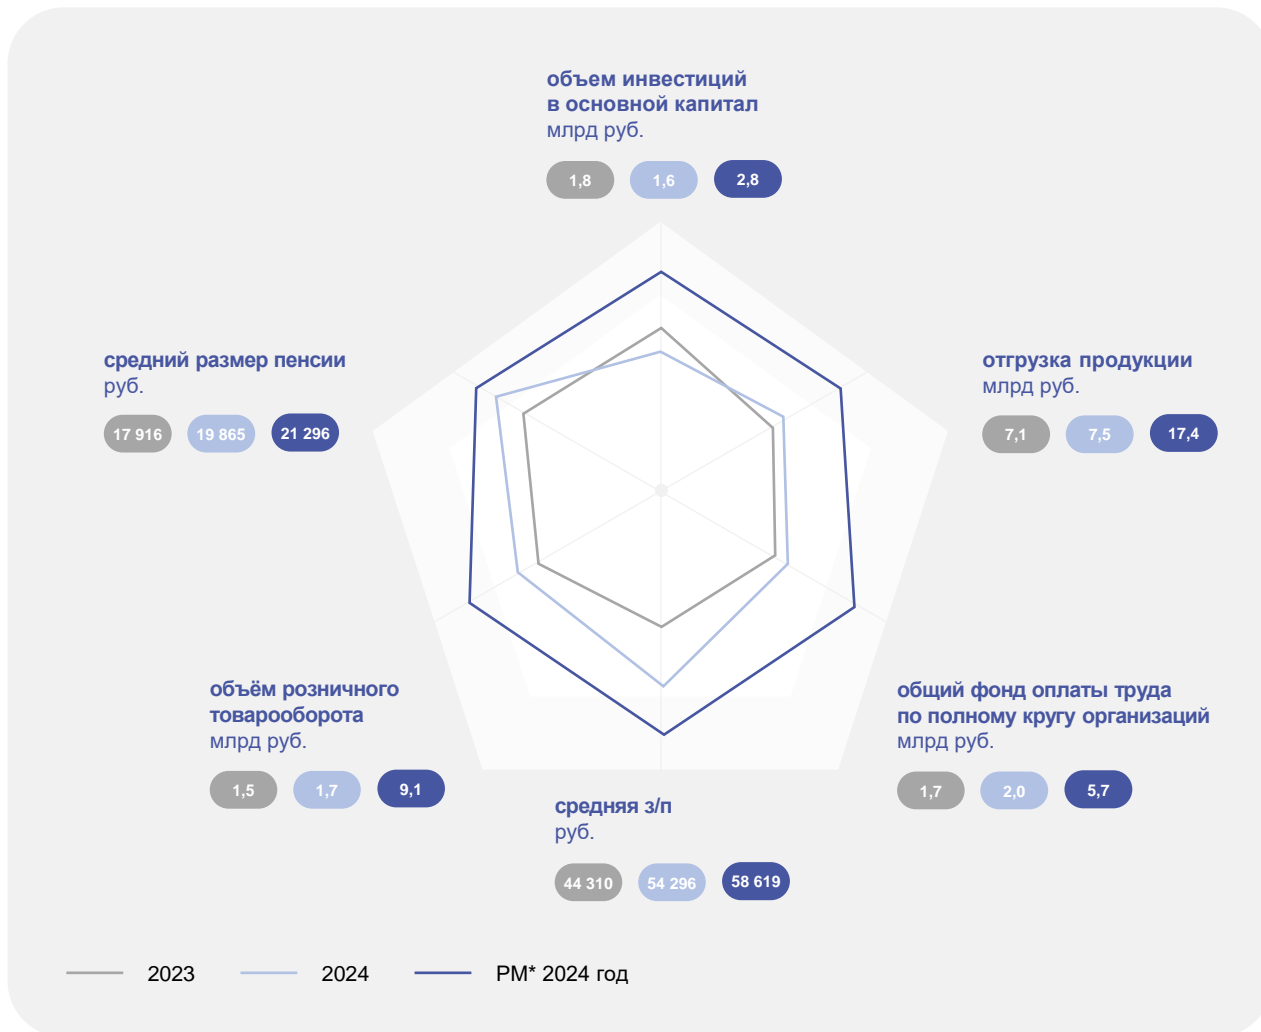 объем инвестиций
в основной капитал
млрд руб.
1,8 1,6 2,8
средний размер пенсии
руб.
17 916 19 865 21 296
отгрузка продукции
млрд руб.
7,1 7,5 17,4
объём розничного
товарооборота
млрд руб.
1,5 1,7 9,1
общий фонд оплаты труда
по полному кругу организаций
млрд руб.
1,7 2,0 5,7
средняя з/п
руб.
44 310 54 296 58 619
2023 2024 РМ* 2024 год